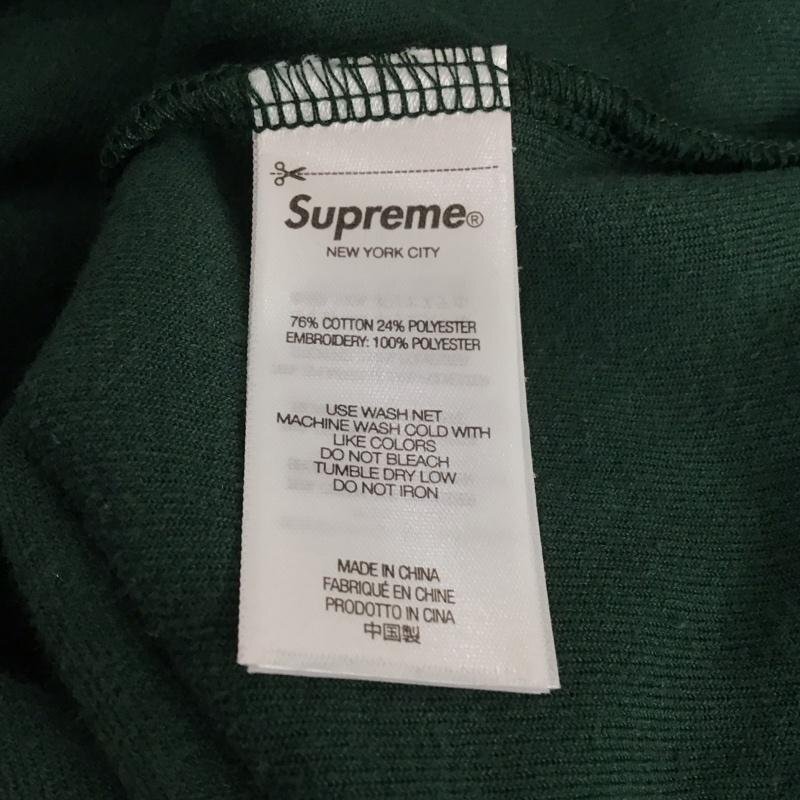 Supreme®
NEW YORK CITY
76% COTTON 24% POLYESTER
EMBROIDERY: 100% POLYESTER
USE WASH NET
MACHINE WASH COLD WITH
LIKE COLORS
DO NOT BLEACH
TUMBLE DRY LOW
DO NOT IRON
MADE IN CHINA
FABRIQUÉ EN CHINE
PRODOTTO IN CINA
中国製